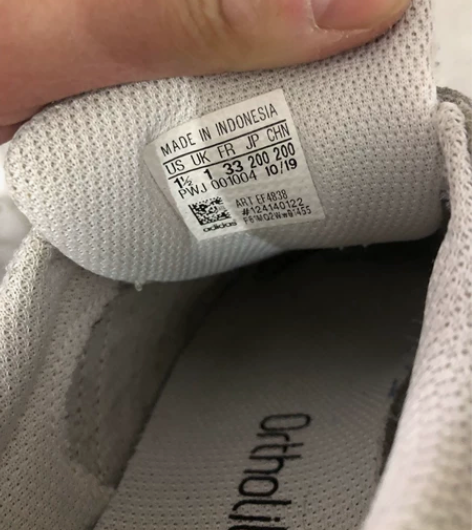 MADE IN INDONESIA
US UK FR JP CHN
1½ 1 33 200 200
PWJ 001004 10/19
ART EF4838
#124140122
adidas
Ortholi